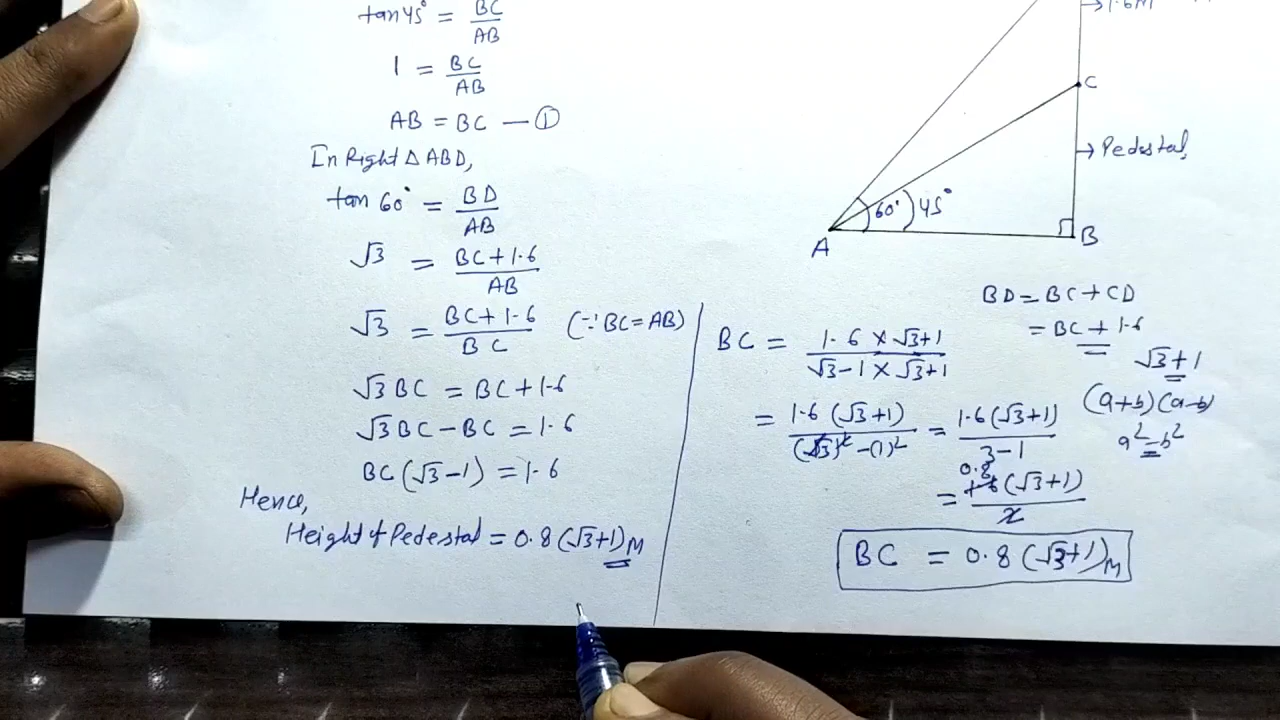 tan45° = BC/AB
1 = BC/AB
AB = BC — ①
In Right △ ABD,
tan 60° = BD/AB
√3 = BC+1.6/AB
√3 = BC+1.6/BC (∵ BC=AB)
√3 BC = BC+1.6
√3 BC – BC = 1.6
BC(√3–1) = 1.6
Hence,
Height of Pedestal = 0.8(√3+1)M
→ 1.6M
C
→ Pedestal,
60° 45°
A
B
BD = BC + CD
= BC + 1.6
√3+1
(a+b)(a-b)
a²-b²
BC = 1.6 × √3+1/√3-1 × √3+1
= 1.6(√3+1)/(√3)²-(1)² = 1.6(√3+1)/3-1
0.8
= 1.6(√3+1)/2
BC = 0.8(√3+1)M